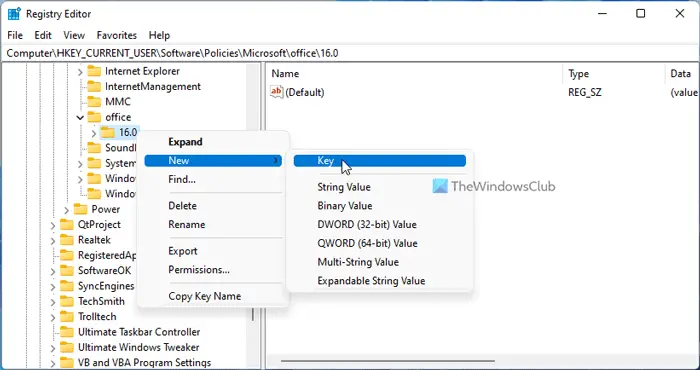 Registry Editor
File Edit View Favorites Help
Computer\HKEY_CURRENT_USER\Software\Policies\Microsoft\office\16.0
Internet Explorer
InternetManagement
MMC
office
16.0
Sound
System
Window
Window
Power
QtProject
Realtek
RegisteredAp
SoftwareOK
SyncEngines
TechSmith
Trolltech
Ultimate Taskbar Controller
Ultimate Windows Tweaker
VB and VBA Program Settings
Name Type Data
ab (Default) REG_SZ (value
Expand
New
Find...
Delete
Rename
Export
Permissions...
Copy Key Name
Key
String Value
Binary Value
DWORD (32-bit) Value
QWORD (64-bit) Value
Multi-String Value
Expandable String Value
TheWindowsClub